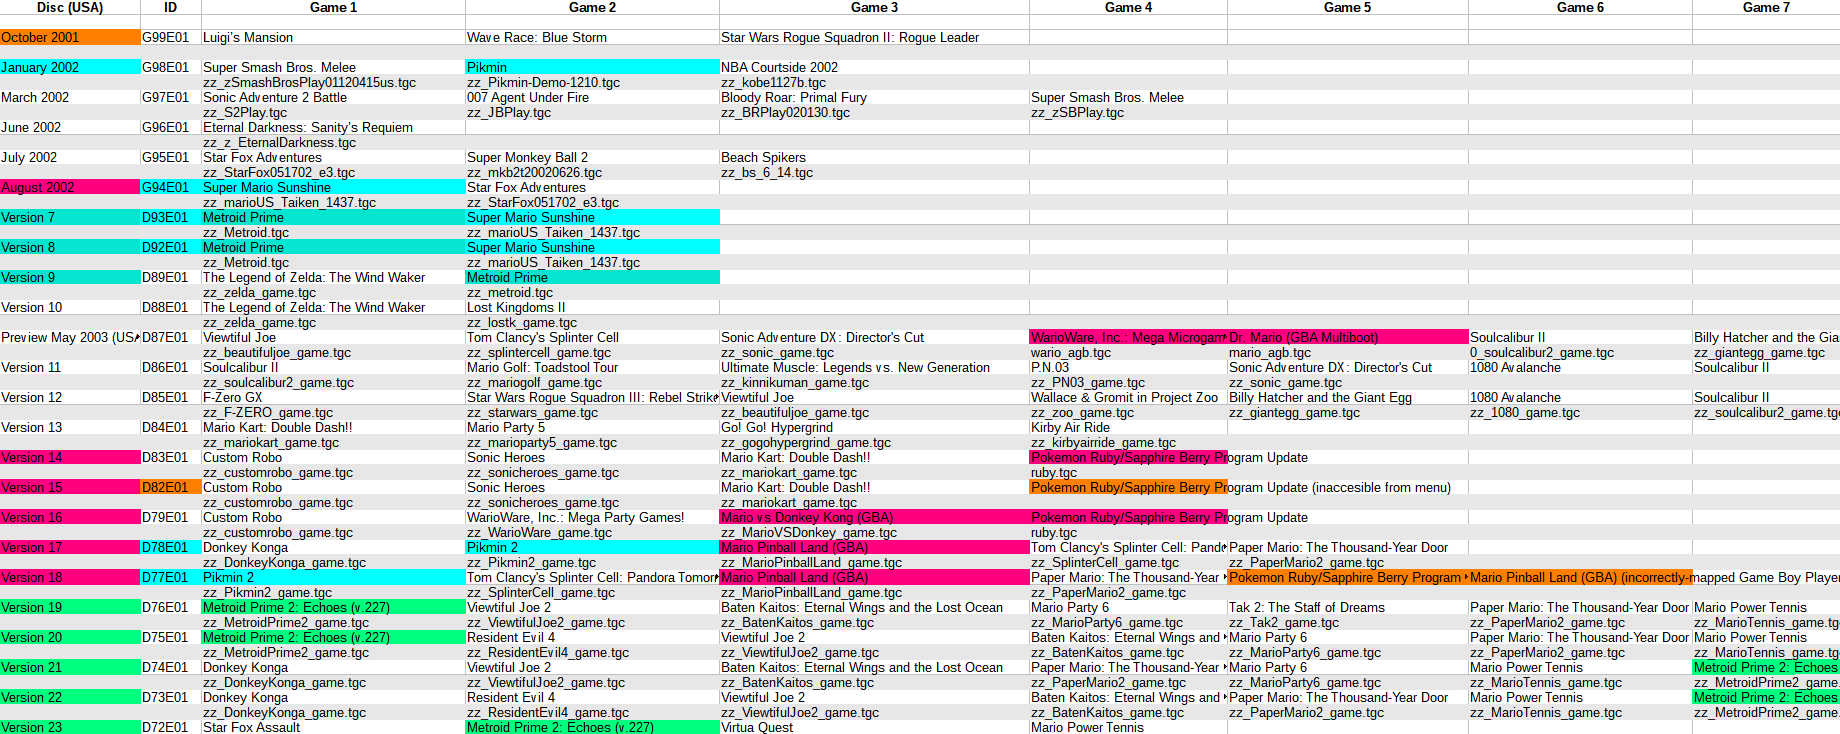 Disc (USA) ID Game 1 Game 2 Game 3 Game 4 Game 5 Game 6 Game 7
October 2001 G99E01 Luigi's Mansion Wave Race: Blue Storm Star Wars Rogue Squadron II: Rogue Leader
January 2002 G98E01 Super Smash Bros. Melee Pikmin NBA Courtside 2002
zz_zSmashBrosPlay01120415us.tgc zz_Pikmin-Demo-1210.tgc zz_kobe1127b.tgc
March 2002 G97E01 Sonic Adventure 2 Battle 007 Agent Under Fire Bloody Roar: Primal Fury Super Smash Bros. Melee
zz_S2Play.tgc zz_JBPlay.tgc zz_BRPlay020130.tgc zz_zSBPlay.tgc
June 2002 G96E01 Eternal Darkness: Sanity's Requiem
zz_z_EternalDarkness.tgc
July 2002 G95E01 Star Fox Adventures Super Monkey Ball 2 Beach Spikers
zz_StarFox051702_e3.tgc zz_mkb2t20020626.tgc zz_bs_6_14.tgc
August 2002 G94E01 Super Mario Sunshine Star Fox Adventures
zz_marioUS_Taiken_1437.tgc zz_StarFox051702_e3.tgc
Version 7 D93E01 Metroid Prime Super Mario Sunshine
zz_Metroid.tgc zz_marioUS_Taiken_1437.tgc
Version 8 D92E01 Metroid Prime Super Mario Sunshine
zz_Metroid.tgc zz_marioUS_Taiken_1437.tgc
Version 9 D89E01 The Legend of Zelda: The Wind Waker Metroid Prime
zz_zelda_game.tgc zz_metroid.tgc
Version 10 D88E01 The Legend of Zelda: The Wind Waker Lost Kingdoms II
zz_zelda_game.tgc zz_lostk_game.tgc
Preview May 2003 (US D87E01 Viewtiful Joe Tom Clancy's Splinter Cell Sonic Adventure DX: Director's Cut WarioWare, Inc.: Mega Microgam Dr. Mario (GBA Multiboot) Soulcalibur II Billy Hatcher and the Gia
zz_beautifuljoe_game.tgc zz_splintercell_game.tgc zz_sonic_game.tgc wario_agb.tgc mario_agb.tgc 0_soulcalibur2_game.tgc zz_giantegg_game.tgc
Version 11 D86E01 Soulcalibur II Mario Golf: Toadstool Tour Ultimate Muscle: Legends vs. New Generation P.N.03 Sonic Adventure DX: Director's Cut 1080 Avalanche Soulcalibur II
zz_soulcalibur2_game.tgc zz_mariogolf_game.tgc zz_kinnikuman_game.tgc zz_PN03_game.tgc zz_sonic_game.tgc
Version 12 D85E01 F-Zero GX Star Wars Rogue Squadron III: Rebel Strik Viewtiful Joe Wallace & Gromit in Project Zoo Billy Hatcher and the Giant Egg 1080 Avalanche Soulcalibur II
zz_F-ZERO_game.tgc zz_starwars_game.tgc zz_beautifuljoe_game.tgc zz_zoo_game.tgc zz_giantegg_game.tgc zz_1080_game.tgc zz_soulcalibur2_game.tg
Version 13 D84E01 Mario Kart: Double Dash!! Mario Party 5 Go! Go! Hypergrind Kirby Air Ride
zz_mariokart_game.tgc zz_marioparty5_game.tgc zz_gogohypergrind_game.tgc zz_kirbyairride_game.tgc
Version 14 D83E01 Custom Robo Sonic Heroes Mario Kart: Double Dash!! Pokemon Ruby/Sapphire Berry Program Update
zz_customrobo_game.tgc zz_sonicheroes_game.tgc zz_mariokart_game.tgc ruby.tgc
Version 15 D82E01 Custom Robo Sonic Heroes Mario Kart: Double Dash!! Pokemon Ruby/Sapphire Berry Program Update (inaccesible from menu)
zz_customrobo_game.tgc zz_sonicheroes_game.tgc zz_mariokart_game.tgc
Version 16 D79E01 Custom Robo WarioWare, Inc.: Mega Party Games! Mario vs Donkey Kong (GBA) Pokemon Ruby/Sapphire Berry Program Update
zz_customrobo_game.tgc zz_WarioWare_game.tgc zz_MarioVSDonkey_game.tgc ruby.tgc
Version 17 D78E01 Donkey Konga Pikmin 2 Mario Pinball Land (GBA) Tom Clancy's Splinter Cell: Pand Paper Mario: The Thousand-Year Door
zz_DonkeyKonga_game.tgc zz_Pikmin2_game.tgc zz_MarioPinballLand_game.tgc zz_SplinterCell_game.tgc zz_PaperMario2_game.tgc
Version 18 D77E01 Pikmin 2 Tom Clancy's Splinter Cell: Pandora Tomorr Mario Pinball Land (GBA) Paper Mario: The Thousand-Year Pokemon Ruby/Sapphire Berry Program Mario Pinball Land (GBA) (incorrectly-mapped Game Boy Player
zz_Pikmin2_game.tgc zz_SplinterCell_game.tgc zz_MarioPinballLand_game.tgc zz_PaperMario2_game.tgc
Version 19 D76E01 Metroid Prime 2: Echoes (v.227) Viewtiful Joe 2 Baten Kaitos: Eternal Wings and the Lost Ocean Mario Party 6 Tak 2: The Staff of Dreams Paper Mario: The Thousand-Year Door Mario Power Tennis
zz_MetroidPrime2_game.tgc zz_ViewtifulJoe2_game.tgc zz_BatenKaitos_game.tgc zz_MarioParty6_game.tgc zz_Tak2_game.tgc zz_PaperMario2_game.tgc zz_MarioTennis_game.tg
Version 20 D75E01 Metroid Prime 2: Echoes (v.227) Resident Evil 4 Viewtiful Joe 2 Baten Kaitos: Eternal Wings and Mario Party 6 Paper Mario: The Thousand-Year Door Mario Power Tennis
zz_MetroidPrime2_game.tgc zz_ResidentEvil4_game.tgc zz_ViewtifulJoe2_game.tgc zz_BatenKaitos_game.tgc zz_MarioParty6_game.tgc zz_PaperMario2_game.tgc zz_MarioTennis_game.tg
Version 21 D74E01 Donkey Konga Viewtiful Joe 2 Baten Kaitos: Eternal Wings and the Lost Ocean Paper Mario: The Thousand-Year Mario Party 6 Mario Power Tennis Metroid Prime 2: Echoes
zz_DonkeyKonga_game.tgc zz_ViewtifulJoe2_game.tgc zz_BatenKaitos_game.tgc zz_PaperMario2_game.tgc zz_MarioParty6_game.tgc zz_MarioTennis_game.tgc zz_MetroidPrime2_game.
Version 22 D73E01 Donkey Konga Resident Evil 4 Viewtiful Joe 2 Baten Kaitos: Eternal Wings and Paper Mario: The Thousand-Year Door Mario Power Tennis Metroid Prime 2: Echoes
zz_DonkeyKonga_game.tgc zz_ResidentEvil4_game.tgc zz_ViewtifulJoe2_game.tgc zz_BatenKaitos_game.tgc zz_PaperMario2_game.tgc zz_MarioTennis_game.tgc zz_MetroidPrime2_game.
Version 23 D72E01 Star Fox Assault Metroid Prime 2: Echoes (v.227) Virtua Quest Mario Power Tennis